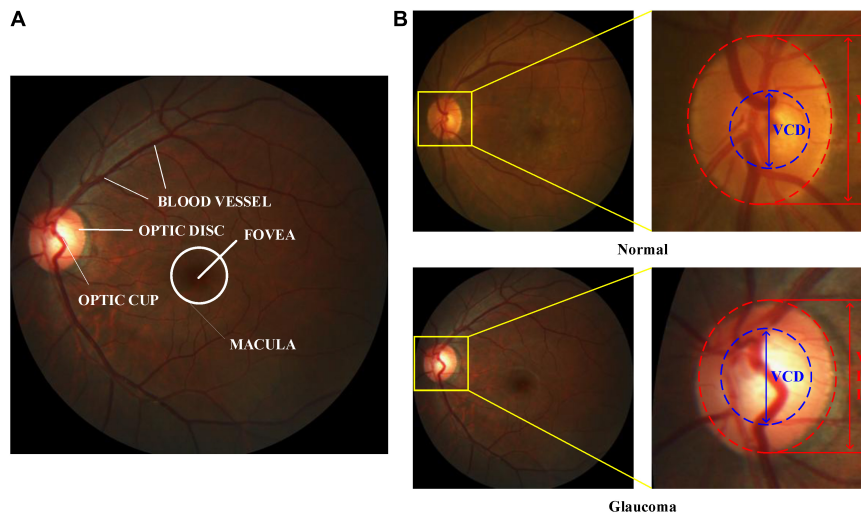 A
BLOOD VESSEL
OPTIC DISC
FOVEA
OPTIC CUP
MACULA
B
VCD
Normal
VCD
Glaucoma